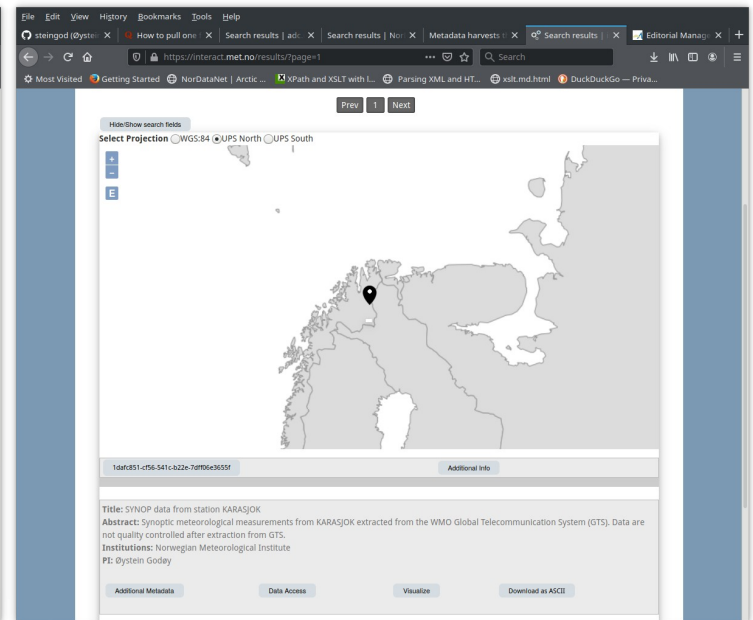 File Edit View History Bookmarks Tools Help
steingod (Øystei
How to pull one
Search results | adc
Search results | Nor
Metadata harvests th
Search results |
Editorial Manage
https://interact.met.no/results/?page=1
Search
Most Visited Getting Started NorDataNet | Arctic ... XPath and XSLT with l... Parsing XML and HT... xslt.md.html DuckDuckGo — Priva...
Prev 1 Next
Hide/Show search fields
Select Projection WGS:84 UPS North UPS South
+
−
E
1dafc851-cf56-541c-b22e-7dff06e3655f Additional Info
Title: SYNOP data from station KARASJOK
Abstract: Synoptic meteorological measurements from KARASJOK extracted from the WMO Global Telecommunication System (GTS). Data are
not quality controlled after extraction from GTS.
Institutions: Norwegian Meteorological Institute
PI: Øystein Godøy
Additional Metadata Data Access Visualize Download as ASCII